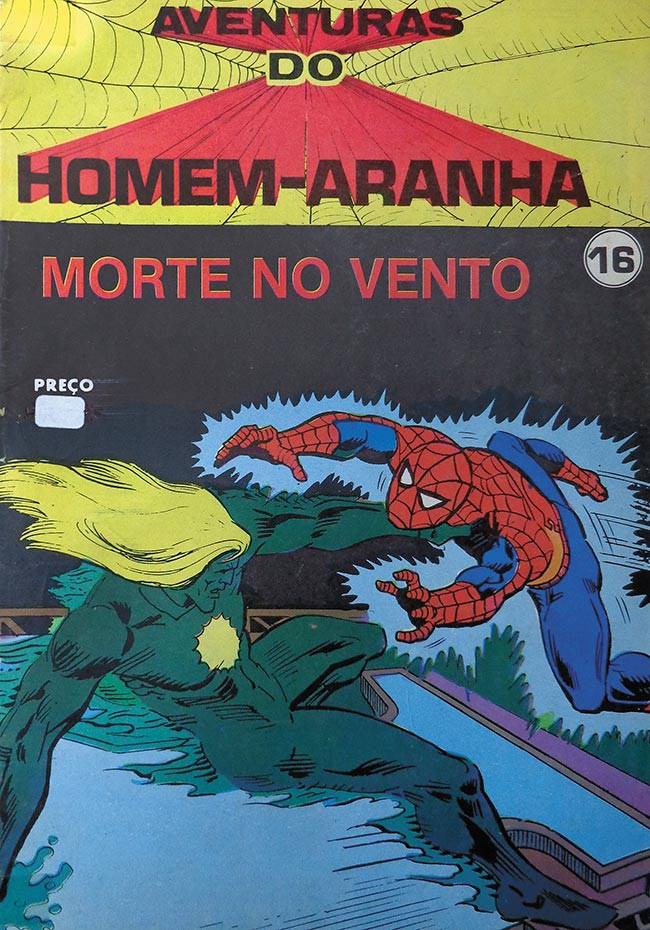 AVENTURAS
DO
HOMEM-ARANHA
MORTE NO VENTO
16
PREÇO